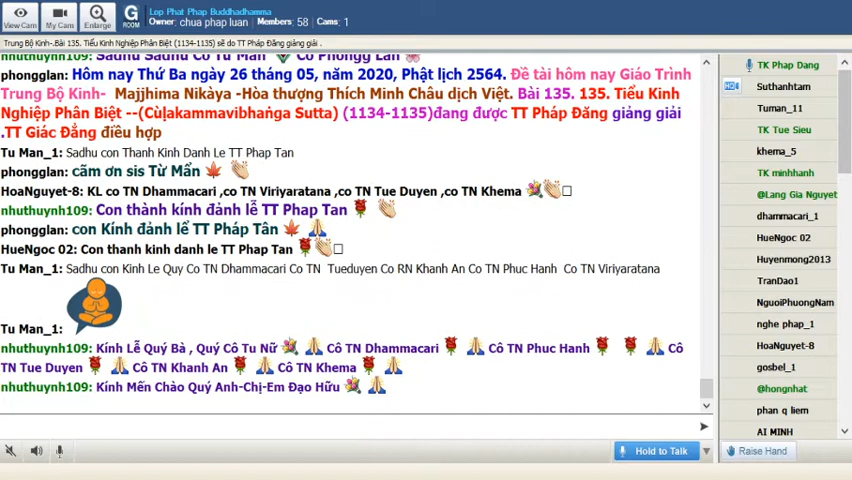 Lop Phat Phap Buddhadhamma
Owner: chua phap luan Members: 58 Cams: 1
View Cam
My Cam
Enlarge
G
ROOM
Trung Bộ Kinh-.Bài 135. Tiểu Kinh Nghiệp Phân Biệt (1134-1135) sẽ do TT Pháp Đăng giảng giải .
phongglan: Hôm nay Thứ Ba ngày 26 tháng 05, năm 2020, Phật lịch 2564. Đề tài hôm nay Giáo Trình
Trung Bộ Kinh- Majjhima Nikàya -Hòa thượng Thích Minh Châu dịch Việt. Bài 135. 135. Tiểu Kinh
Nghiệp Phân Biệt --(Cùḷakammavibhaṅga Sutta) (1134-1135)đang được TT Pháp Đăng giảng giải
.TT Giác Đẳng điều hợp
Tu Man_1: Sadhu con Thanh Kinh Danh Le TT Phap Tan
phongglan: cãm ơn sis Từ Mẩn
HoaNguyet-8: KL co TN Dhammacari ,co TN Viriyaratana ,co TN Tue Duyen ,co TN Khema
nhuthuynh109: Con thành kính đảnh lễ TT Phap Tan
phongglan: con Kính Đảnh lể TT Pháp Tân
HueNgoc 02: Con thanh kinh danh le TT Phap Tan
Tu Man_1: Sadhu con Kinh Le Quy Co TN Dhammacari Co TN Tueduyen Co RN Khanh An Co TN Phuc Hanh Co TN Viriyaratana
Tu Man_1:
nhuthuynh109: Kính Lễ Quý Bà , Quý Cô Tu Nữ Cô TN Dhammacari Cô TN Phuc Hanh Cô
TN Tue Duyen Cô TN Khanh An Cô TN Khema
nhuthuynh109: Kính Mến Chào Quý Anh-Chị-Em Đạo Hữu
Hold to Talk
TK Phap Dang
Suthanhtam
Tuman_11
TK Tue Sieu
khema_5
TK minhhanh
@Lang Gia Nguyet
dhammacari_1
HueNgoc 02
Huyenmong2013
TranDao1
NguoiPhuongNam
nghe phap_1
HoaNguyet-8
gosbel_1
@hongnhat
phan q liem
AI MINH
Raise Hand